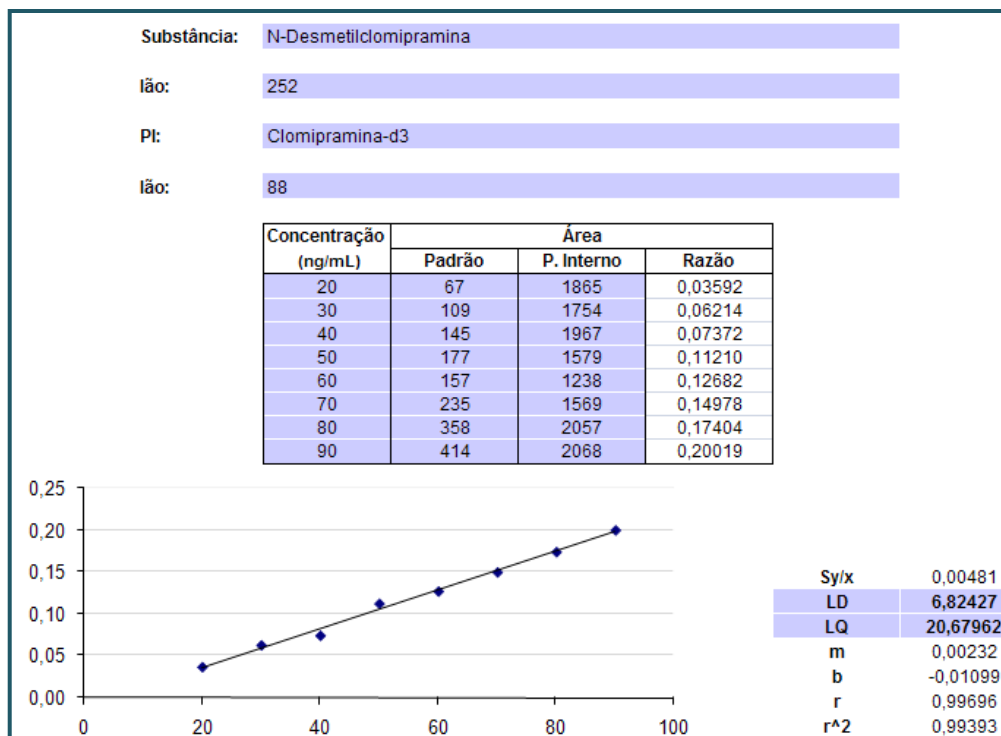 Substância: N-Desmetilclomipramina
Ião: 252
PI: Clomipramina-d3
Ião: 88
Concentração Área
(ng/mL) Padrão P. Interno Razão
20 67 1865 0,03592
30 109 1754 0,06214
40 145 1967 0,07372
50 177 1579 0,11210
60 157 1238 0,12682
70 235 1569 0,14978
80 358 2057 0,17404
90 414 2068 0,20019
0,25
0,20
0,15
0,10
0,05
0,00
0 20 40 60 80 100
Sy/x 0,00481
LD 6,82427
LQ 20,67962
m 0,00232
b -0,01099
r 0,99696
r^2 0,99393